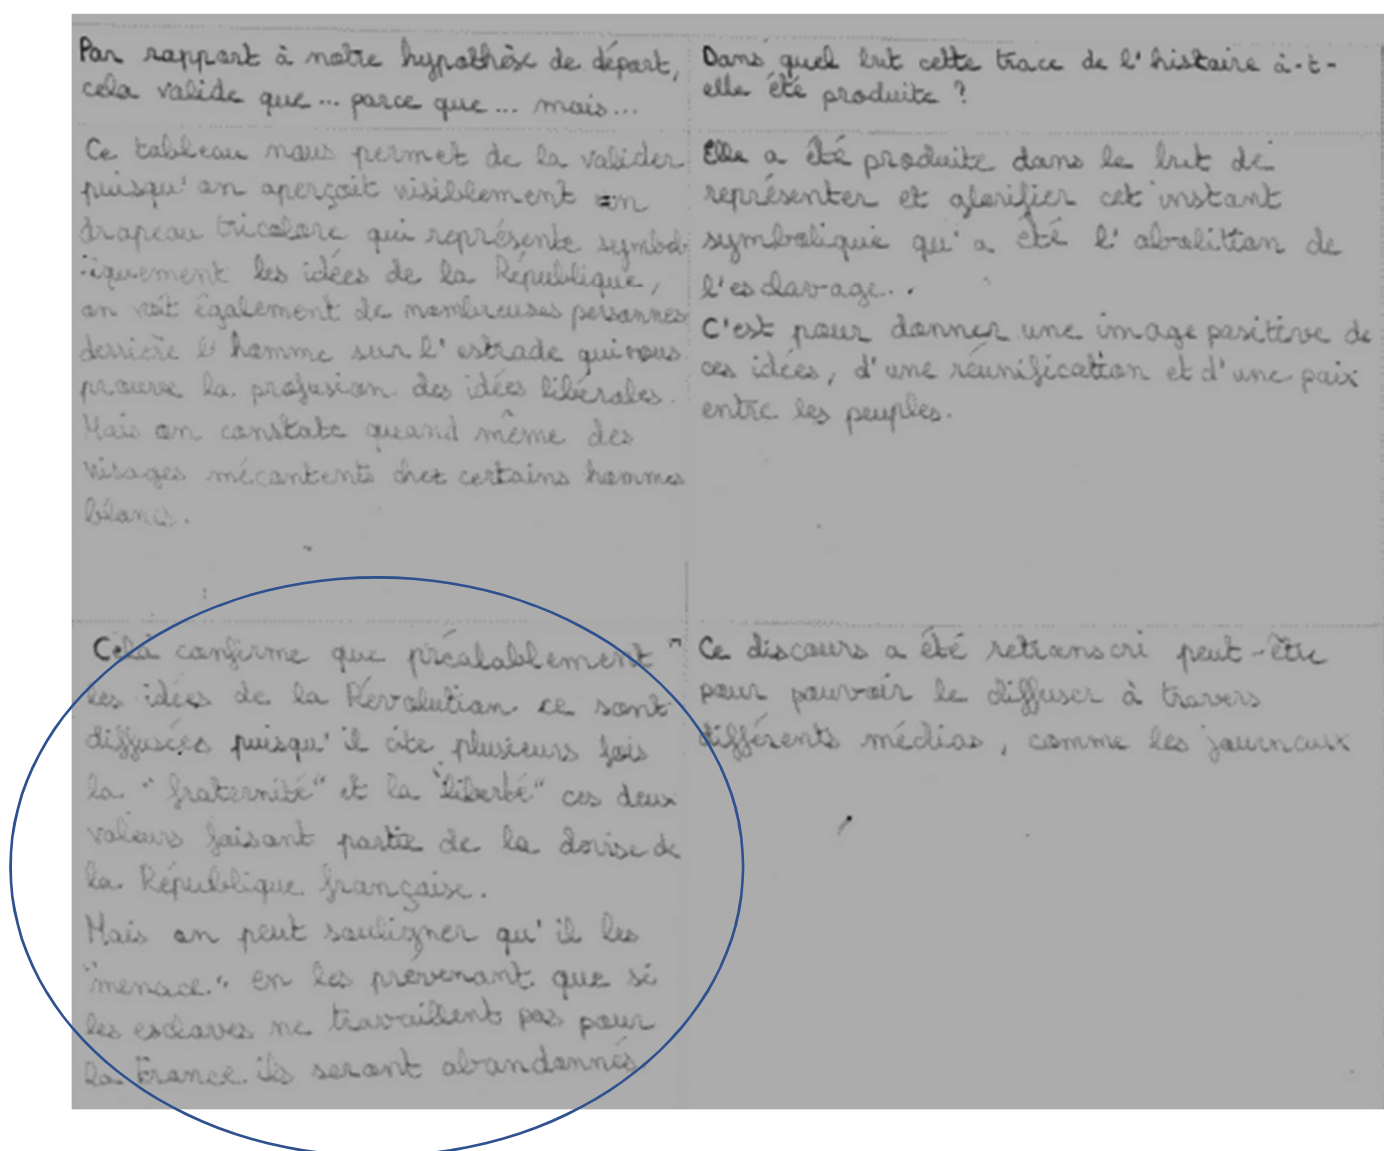 Par rapport à notre hypothèse de départ,
cela valide que ... parce que ... mais ...
Dans quel but cette trace de l'histoire a-t-
elle été produite ?
Ce tableau nous permet de la valider
puisqu'on aperçoit visiblement un
drapeau tricolore qui représente symbol-
iquement les idées de la République,
on voit également de nombreuses personnes
derrière l'homme sur l'estrade qui vous
prouve la profusion des idées libérales.
Mais on constate quand même des
visages mécontents chez certains hommes
blancs.
Elle a été produite dans le but de
représenter et glorifier cet instant
symbolique qu'a été l'abolition de
l'esclavage..
C'est pour donner une image positive de
ces idées, d'une réunification et d'une paix
entre les peuples.
Celà confirme que préalablement
les idées de la Révolution ce sont
diffusées puisqu'il cite plusieurs fois
la "fraternité" et la "liberté" ces deux
valeurs faisant partie de la devise de
la République française.
Mais on peut souligner qu'il les
"menace" en les prévenant que si
les esclaves ne travaillent pas pour
la France ils seront abandonnés
Ce discours a été retranscri peut-être
pour pouvoir le diffuser à travers
différents médias, comme les journaux